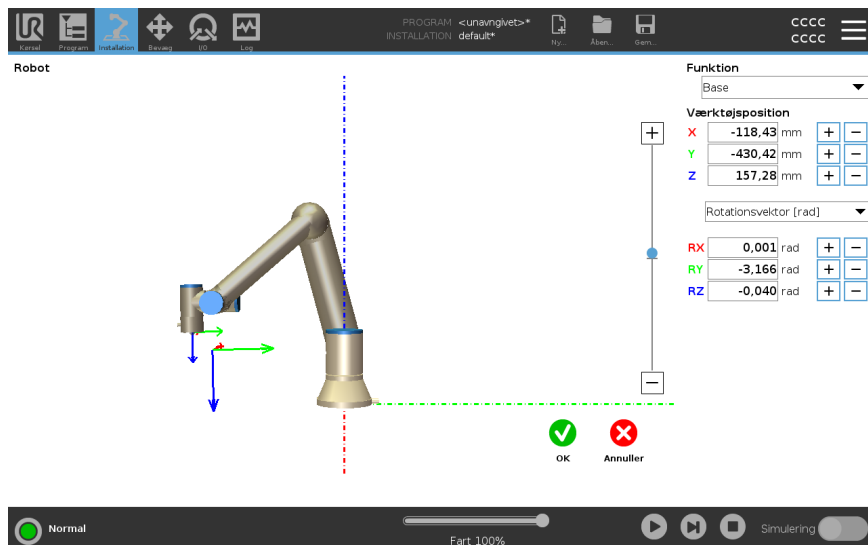 UR
PROGRAM <unavngivet>*
INSTALLATION default*
CCCC
CCCC
Kørsel Program Installation Bevæg I/O Log Ny... Åben... Gem...
Robot
Funktion
Base
Værktøjsposition
X -118,43 mm + −
Y -430,42 mm + −
Z 157,28 mm + −
Rotationsvektor [rad]
RX 0,001 rad + −
RY -3,166 rad + −
RZ -0,040 rad + −
OK Annuller
Normal
Fart 100%
Simulering